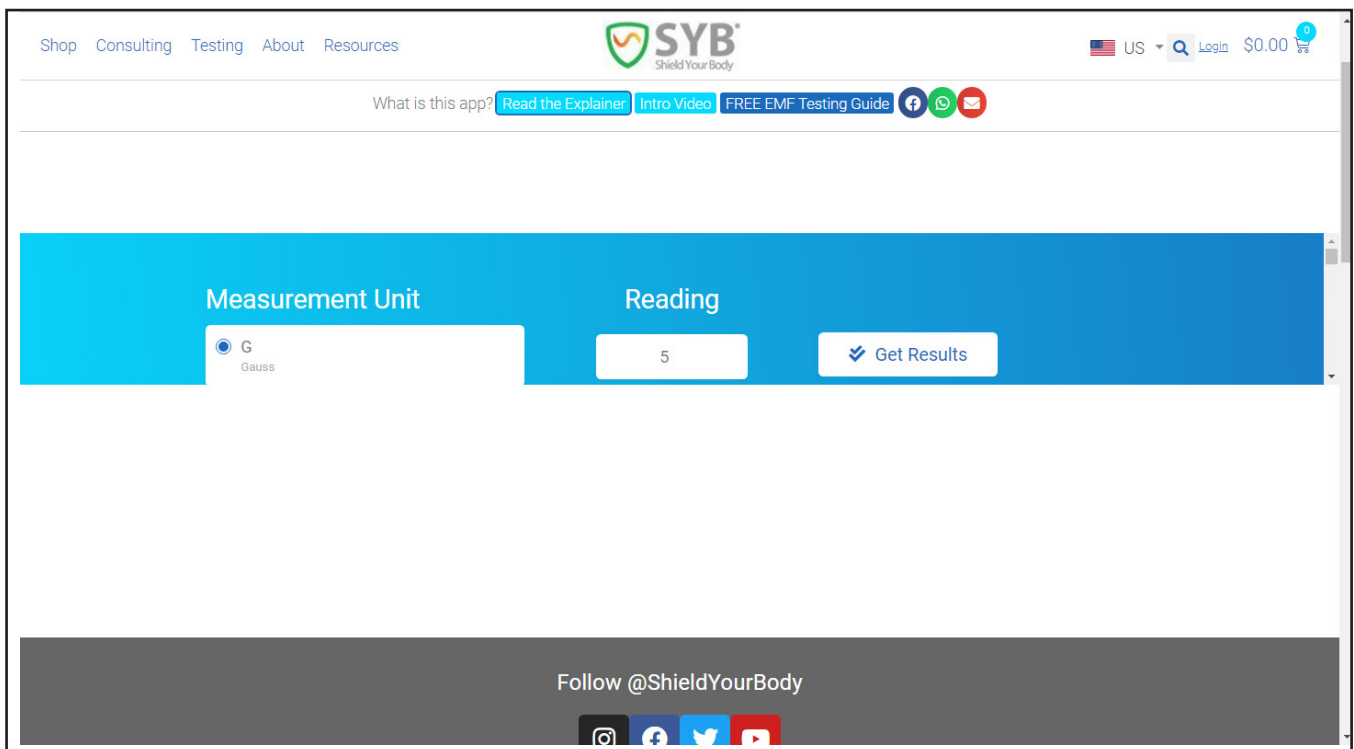 Shop Consulting Testing About Resources
SYB®
Shield Your Body
US Login $0.00 0
What is this app? Read the Explainer Intro Video FREE EMF Testing Guide
Measurement Unit Reading
G
Gauss
5
Get Results
Follow @ShieldYourBody